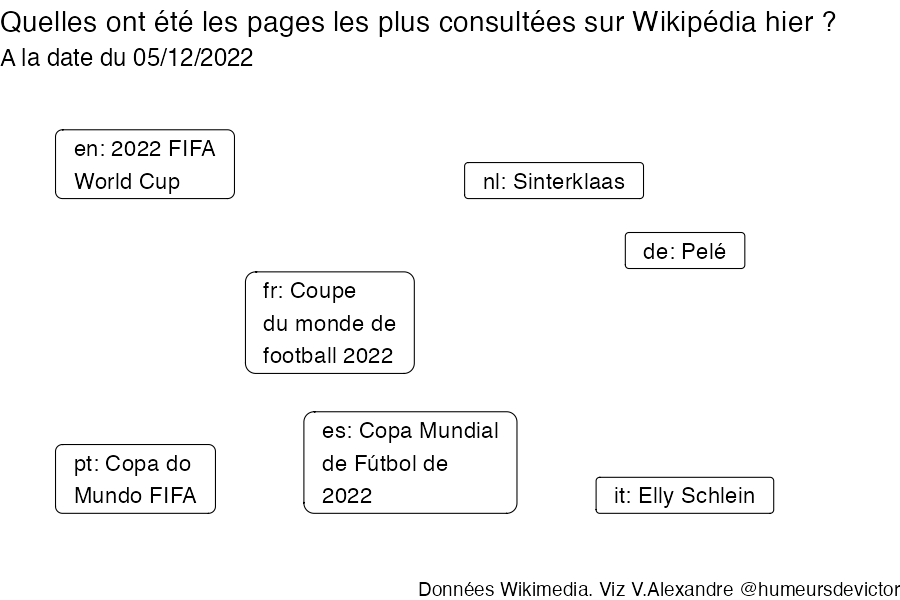 Quelles ont été les pages les plus consultées sur Wikipédia hier ?
A la date du 05/12/2022
en: 2022 FIFA
World Cup
nl: Sinterklaas
de: Pelé
fr: Coupe
du monde de
football 2022
es: Copa Mundial
de Fútbol de
2022
pt: Copa do
Mundo FIFA
it: Elly Schlein
Données Wikimedia. Viz V.Alexandre @humeursdevictor